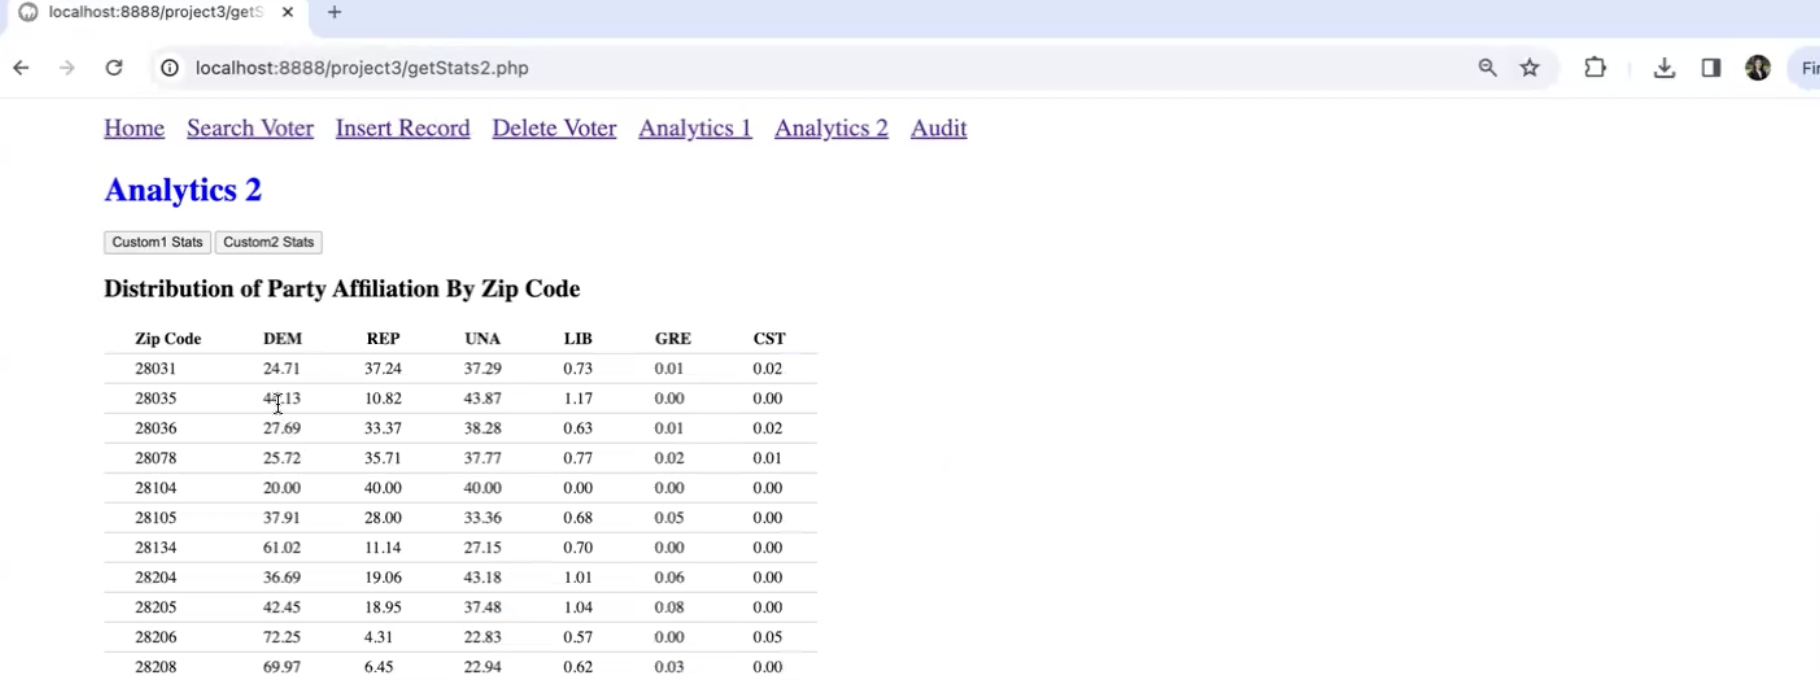 localhost:8888/project3/getS
localhost:8888/project3/getStats2.php
Home Search Voter Insert Record Delete Voter Analytics 1 Analytics 2 Audit
Analytics 2
Custom1 Stats Custom2 Stats
Distribution of Party Affiliation By Zip Code
Zip Code DEM REP UNA LIB GRE CST
28031 24.71 37.24 37.29 0.73 0.01 0.02
28035 10.82 43.87 1.17 0.00 0.00
28036 27.69 33.37 38.28 0.63 0.01 0.02
28078 25.72 35.71 37.77 0.77 0.02 0.01
28104 20.00 40.00 40.00 0.00 0.00 0.00
28105 37.91 28.00 33.36 0.68 0.05 0.00
28134 61.02 11.14 27.15 0.70 0.00 0.00
28204 36.69 19.06 43.18 1.01 0.06 0.00
28205 42.45 18.95 37.48 1.04 0.08 0.00
28206 72.25 4.31 22.83 0.57 0.00 0.05
28208 69.97 6.45 22.94 0.62 0.03 0.00